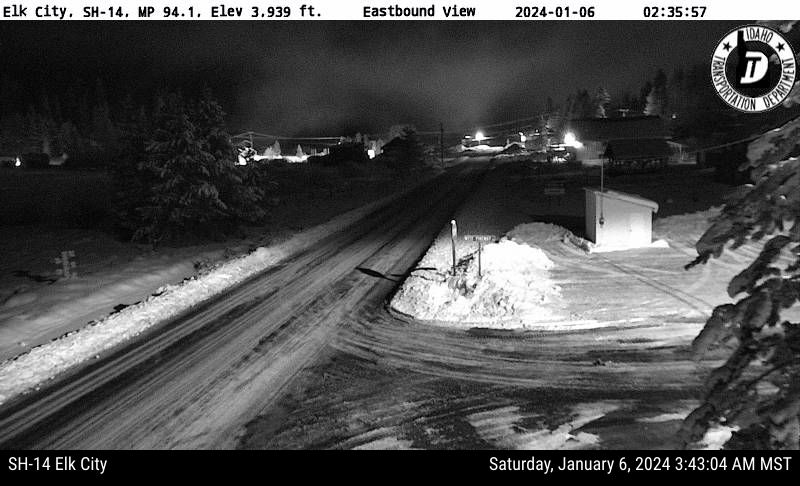 Elk City, SH-14, MP 94.1, Elev 3,939 ft. Eastbound View 2024-01-06 02:35:57
IDAHO TRANSPORTATION DEPARTMENT
SH-14 Elk City Saturday, January 6, 2024 3:43:04 AM MST